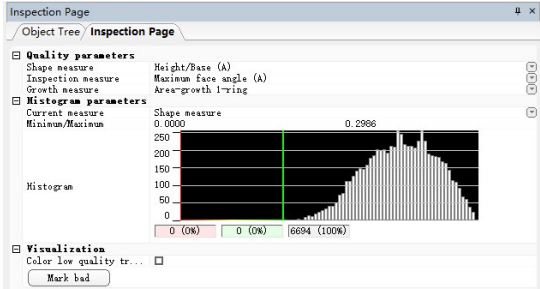 Inspection Page
Object Tree Inspection Page
Quality parameters
Shape measure Height/Base (A)
Inspection measure Maximum face angle (A)
Growth measure Area-growth 1-ring
Histogram parameters
Current measure Shape measure
Minimum/Maximum 0.0000 0.2986
250
200
150
100
50
0
Histogram
0 (0%) 0 (0%) 6694 (100%)
Visualization
Color low quality tr...
Mark bad